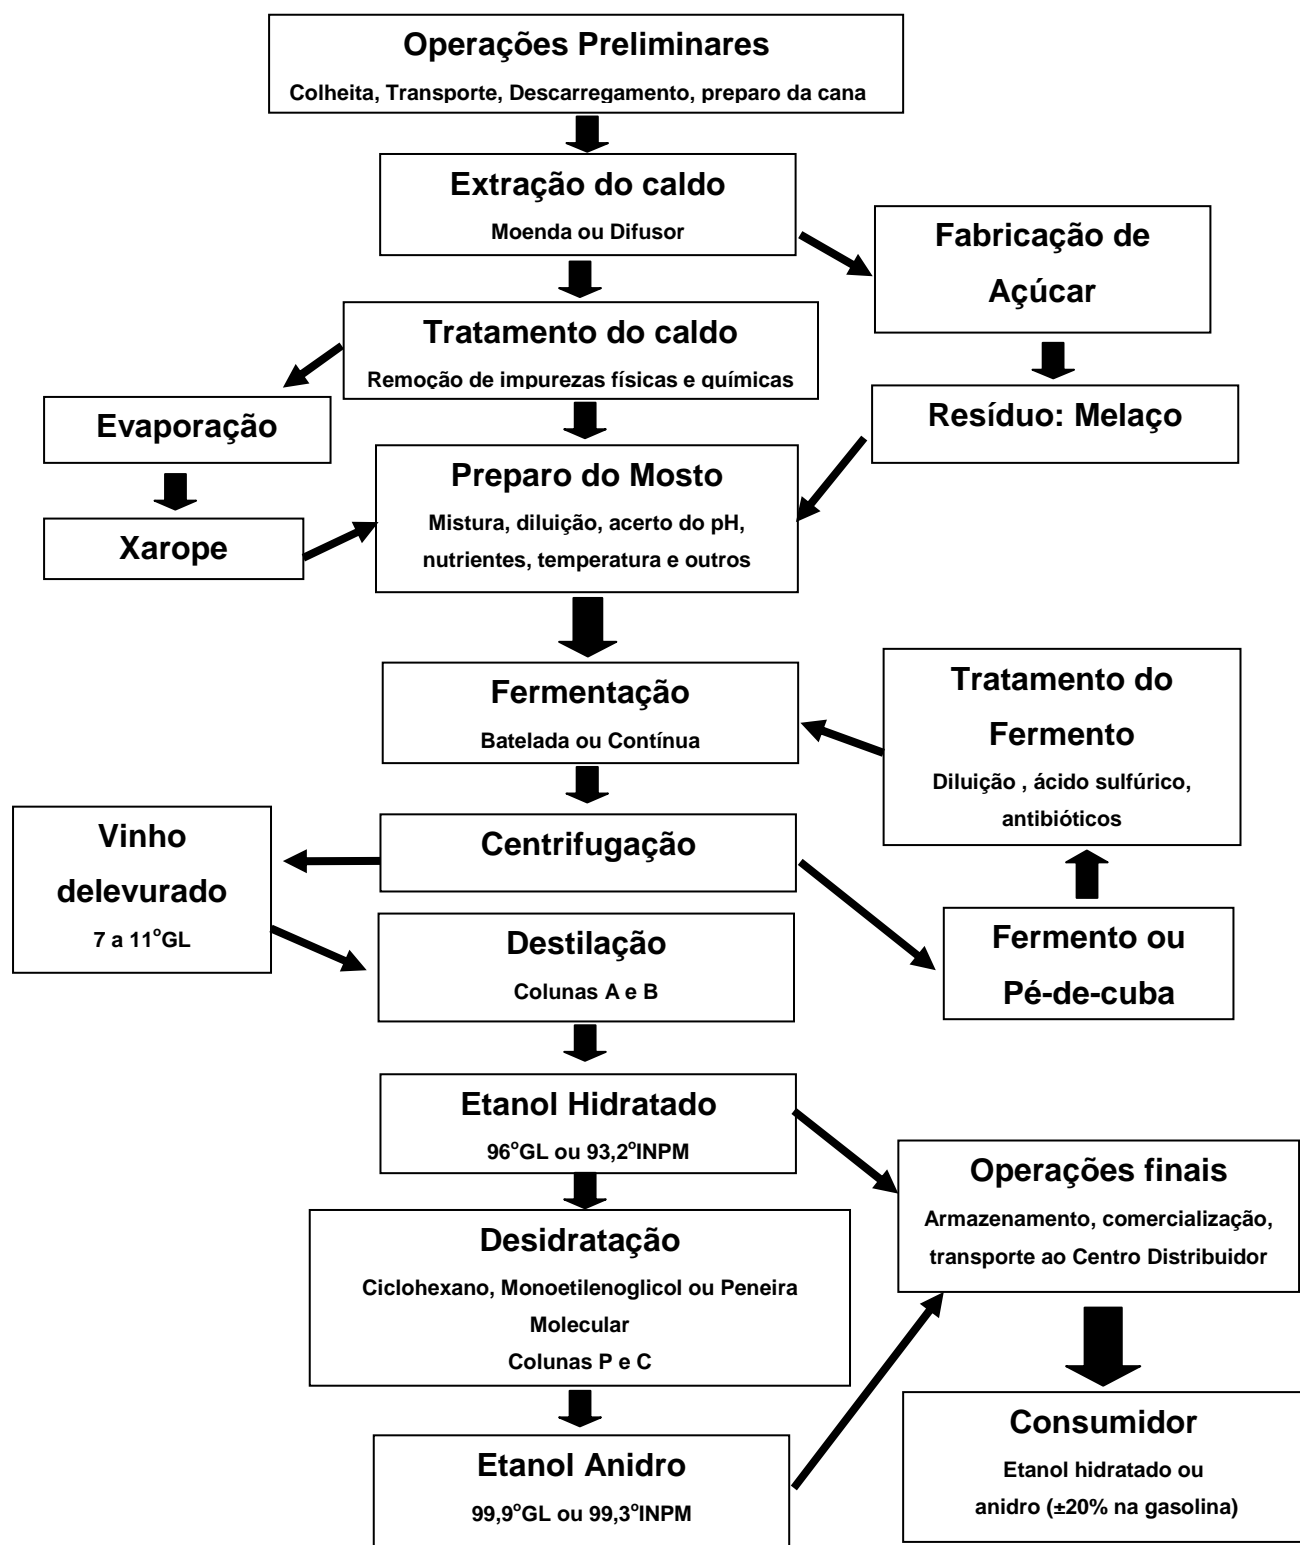 Operações Preliminares
Colheita, Transporte, Descarregamento, preparo da cana
Extração do caldo
Moenda ou Difusor
Fabricação de
Açúcar
Tratamento do caldo
Remoção de impurezas físicas e químicas
Evaporação
Resíduo: Melaço
Preparo do Mosto
Mistura, diluição, acerto do pH,
nutrientes, temperatura e outros
Xarope
Fermentação
Batelada ou Contínua
Tratamento do
Fermento
Diluição , ácido sulfúrico,
antibióticos
Vinho
delevurado
7 a 11°GL
Centrifugação
Destilação
Colunas A e B
Fermento ou
Pé-de-cuba
Etanol Hidratado
96°GL ou 93,2°INPM
Operações finais
Armazenamento, comercialização,
transporte ao Centro Distribuidor
Desidratação
Ciclohexano, Monoetilenoglicol ou Peneira
Molecular
Colunas P e C
Etanol Anidro
99,9°GL ou 99,3°INPM
Consumidor
Etanol hidratado ou
anidro (±20% na gasolina)